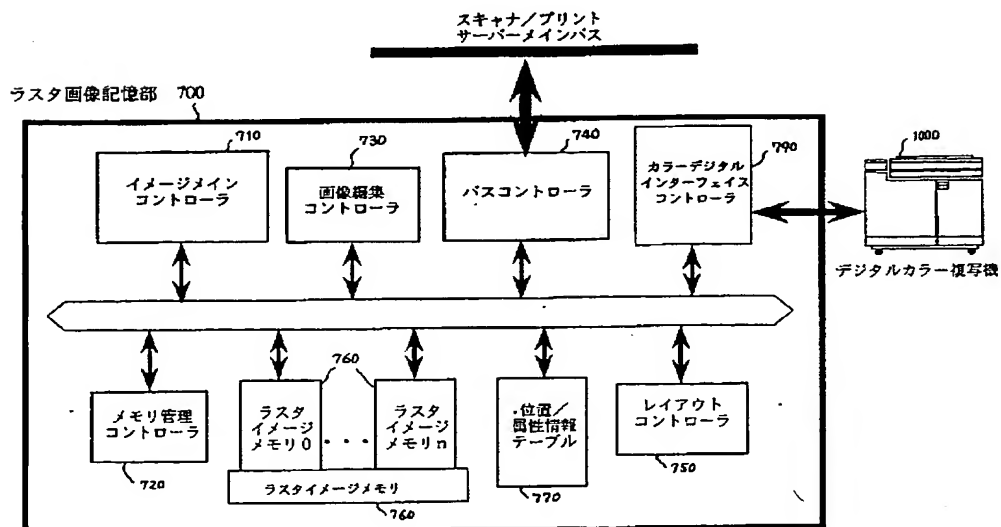 スキャナ/プリント
サーバーメインバス
ラスタ画像記憶部 700
710
イメージメイン
コントローラ
730
画像編集
コントローラ
740
バスコントローラ
790
カラーデジタル
インターフェイス
コントローラ
1000
デジタルカラー複写機
メモリ管理
コントローラ
720
760
ラスタ
イメージ
メモリ0
・・・・
ラスタ
イメージ
メモリn
ラスタイメージメモリ
760
位置/
属性情報
テーブル
770
レイアウト
コントローラ
750